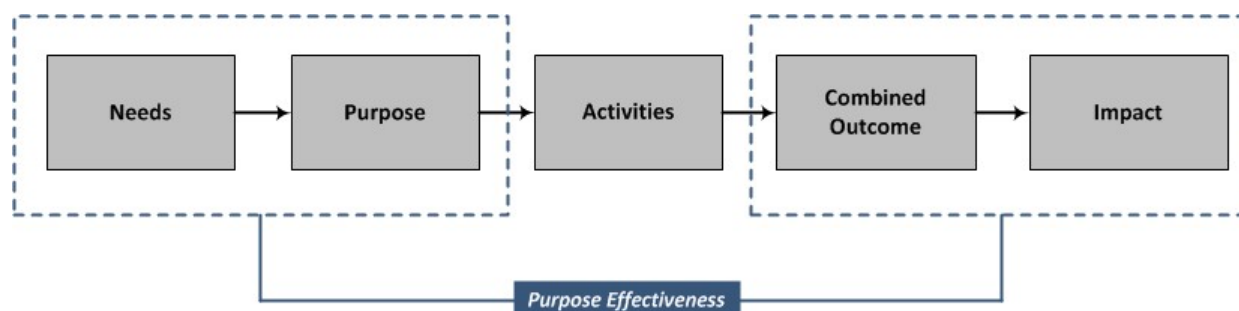 Needs
Purpose
Activities
Combined
Outcome
Impact
Purpose Effectiveness